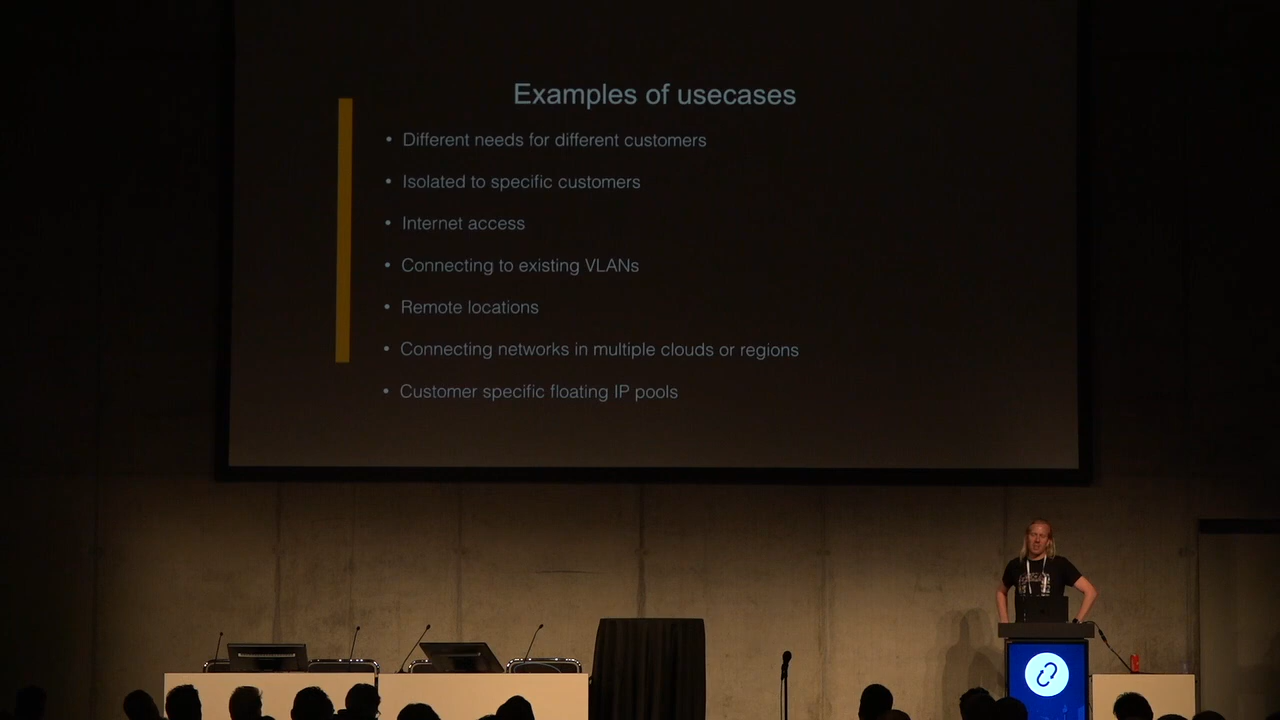 Examples of usecases
• Different needs for different customers
• Isolated to specific customers
• Internet access
• Connecting to existing VLANs
• Remote locations
• Connecting networks in multiple clouds or regions
• Customer specific floating IP pools